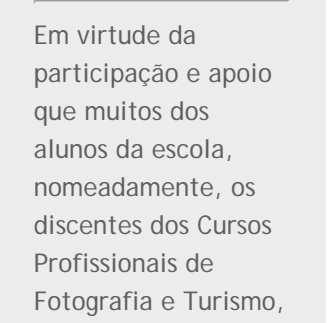 Em virtude da
participação e apoio
que muitos dos
alunos da escola,
nomeadamente, os
discentes dos Cursos
Profissionais de
Fotografia e Turismo,